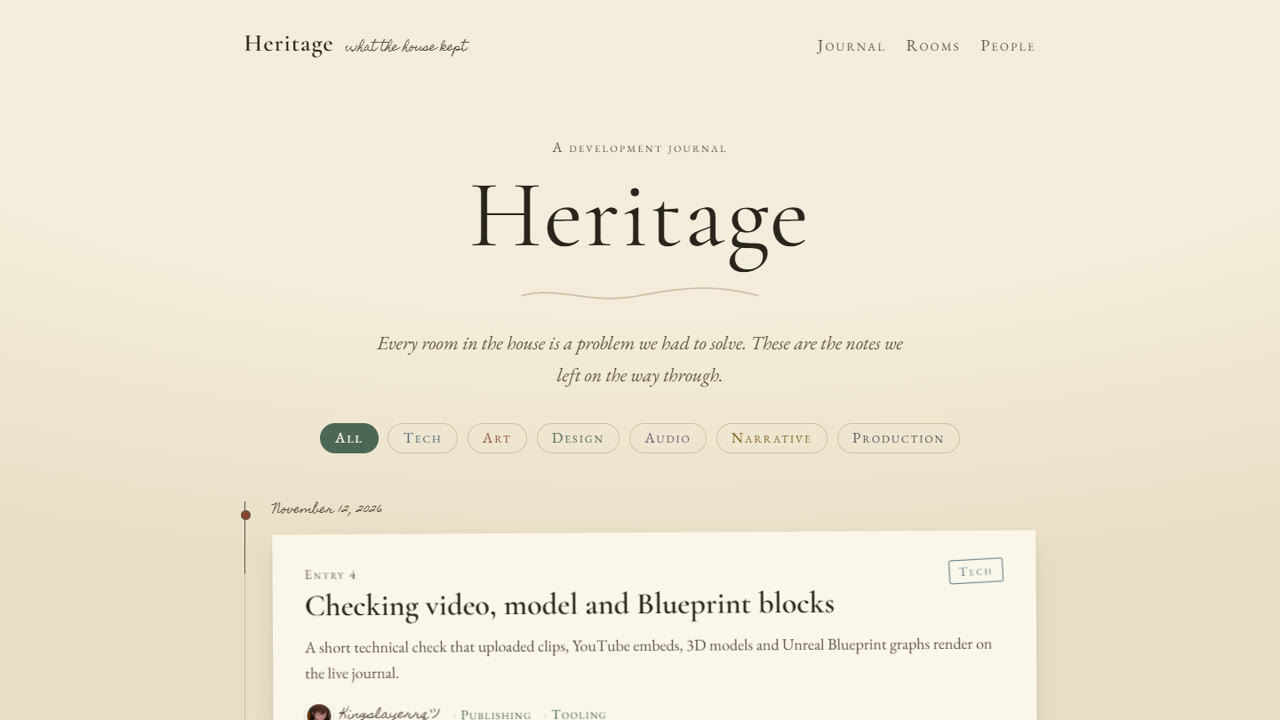 Heritage what the house kept
Journal Rooms People
A development journal
Heritage
Every room in the house is a problem we had to solve. These are the notes we
left on the way through.
All Tech Art Design Audio Narrative Production
November 12, 2026
Entry 4
Tech
Checking video, model and Blueprint blocks
A short technical check that uploaded clips, YouTube embeds, 3D models and Unreal Blueprint graphs render on
the live journal.
· Publishing · Tooling